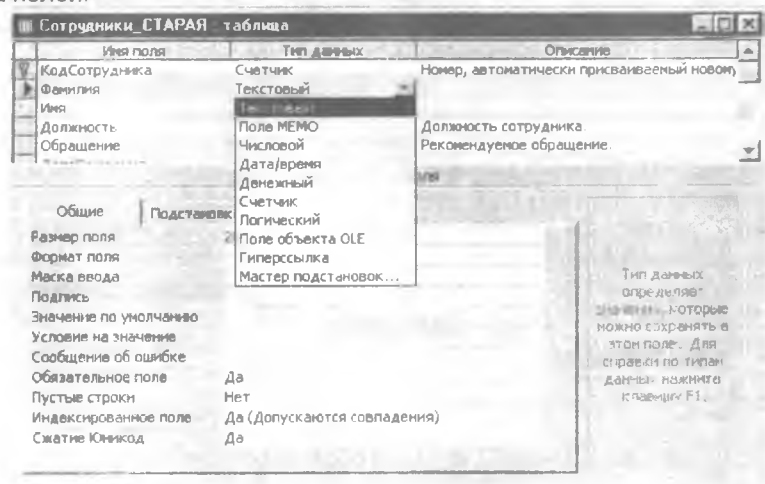 Сотрудники_СТАРАЯ таблица
Имя поля Тип данных Описание
КодСотрудника Счетчик Номер, автоматически присваиваемый новому
Фамилия Текстовый
Имя
Должность Должность сотрудника.
Обращение Рекомендуемое обращение.
Текстовый
Поле МЕМО
Числовой
Дата/время
Денежный
Счетчик
Логический
Поле объекта OLE
Гиперссылка
Мастер подстановок...
Общие
Размер поля
Формат поля
Маска ввода
Подпись
Значение по умолчанию
Условие на значение
Сообщение об ошибке
Обязательное поле Да
Пустые строки Нет
Индексированное поле Да (Допускаются совпадения)
Сжатие Юникод Да
Тип данных
определяет
значения, которые
можно сохранять в
этом поле. Для
справки по типам
данных нажмите
клавишу F1.